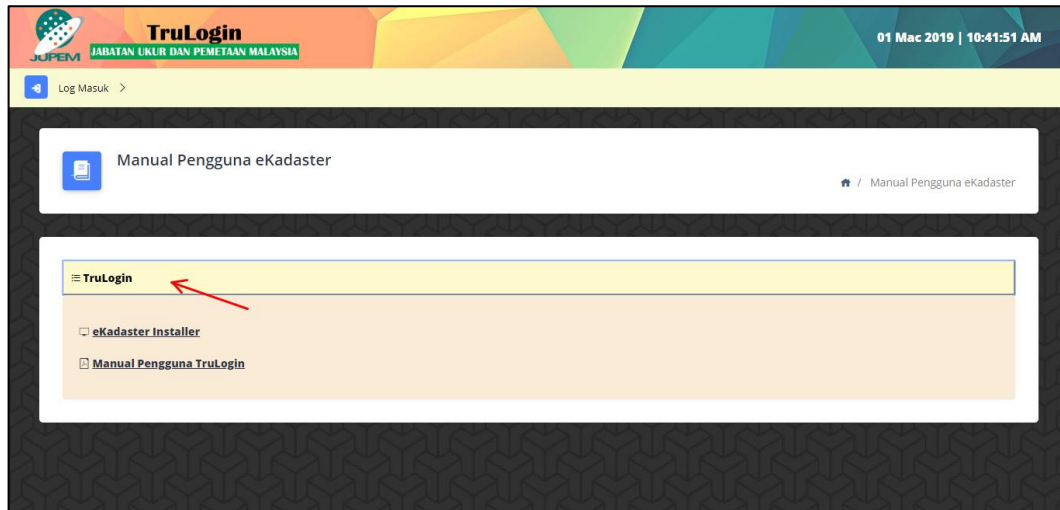 TruLogin
JUPEM
JABATAN UKUR DAN PEMETAAN MALAYSIA
01 Mac 2019 | 10:41:51 AM
Log Masuk >
Manual Pengguna eKadaster
/ Manual Pengguna eKadaster
TruLogin
eKadaster Installer
Manual Pengguna TruLogin